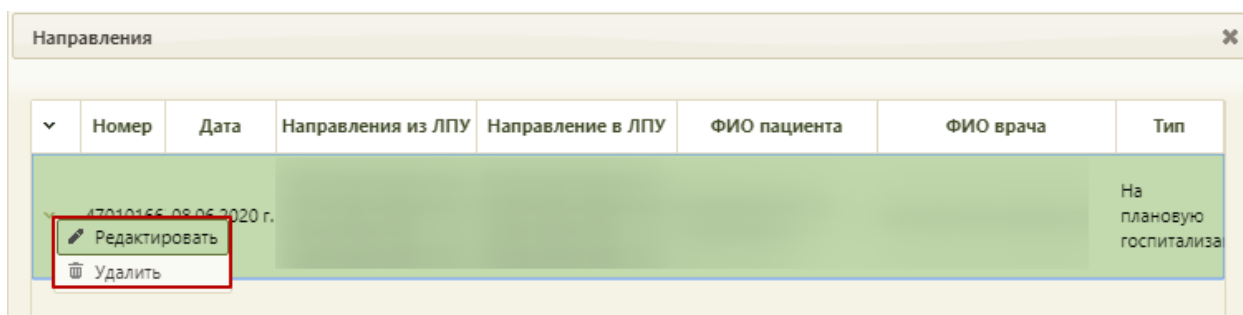 Направления
Номер Дата Направления из ЛПУ Направление в ЛПУ ФИО пациента ФИО врача Тип
47010166 08.06.2020 г.
На
плановую
госпитализа
Редактировать
Удалить